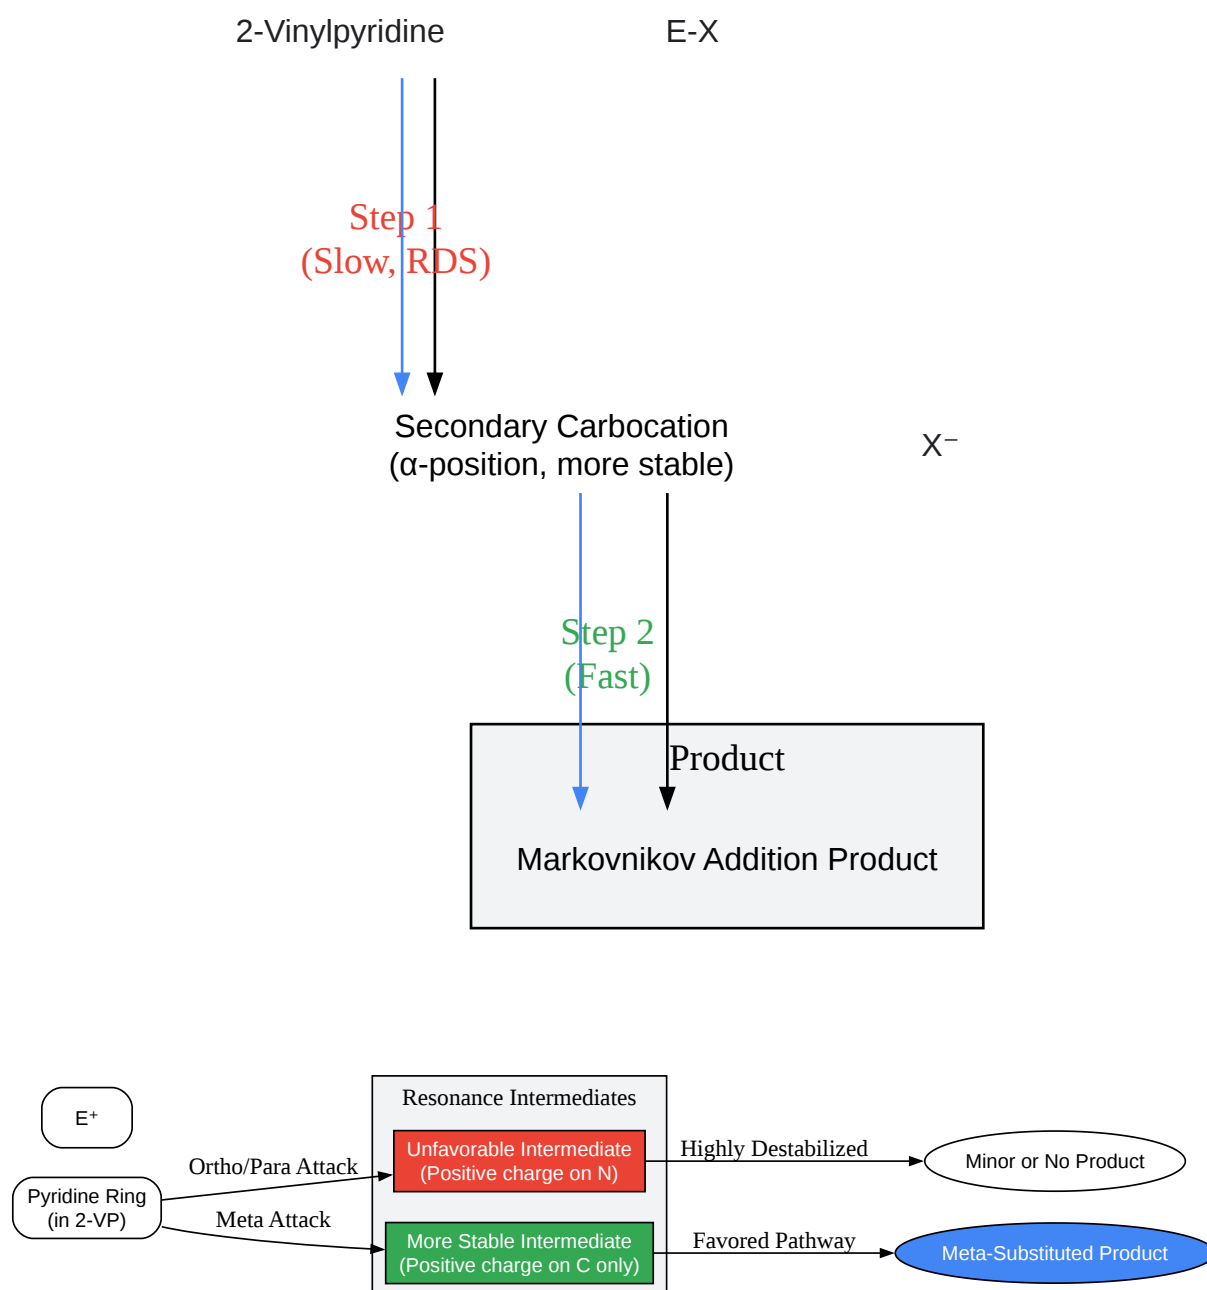 2-Vinylpyridine
E-X
Step 1
(Slow, RDS)
Secondary Carbocation
(α-position, more stable)
X⁻
Step 2
(Fast)
Product
Markovnikov Addition Product
Resonance Intermediates
E⁺
Unfavorable Intermediate
(Positive charge on N)
Highly Destabilized
Minor or No Product
Ortho/Para Attack
Pyridine Ring
(in 2-VP)
Meta Attack
More Stable Intermediate
(Positive charge on C only)
Favored Pathway
Meta-Substituted Product